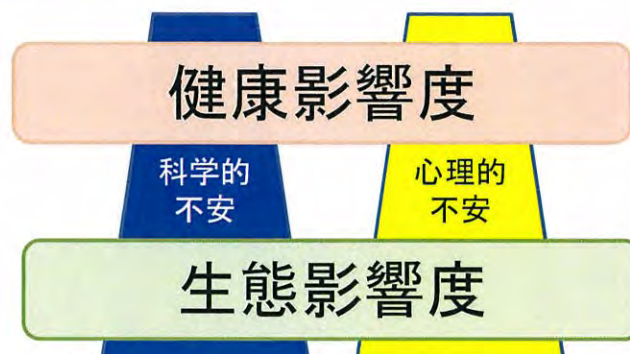 健康影響度
科学的
不安
心理的
不安
生態影響度